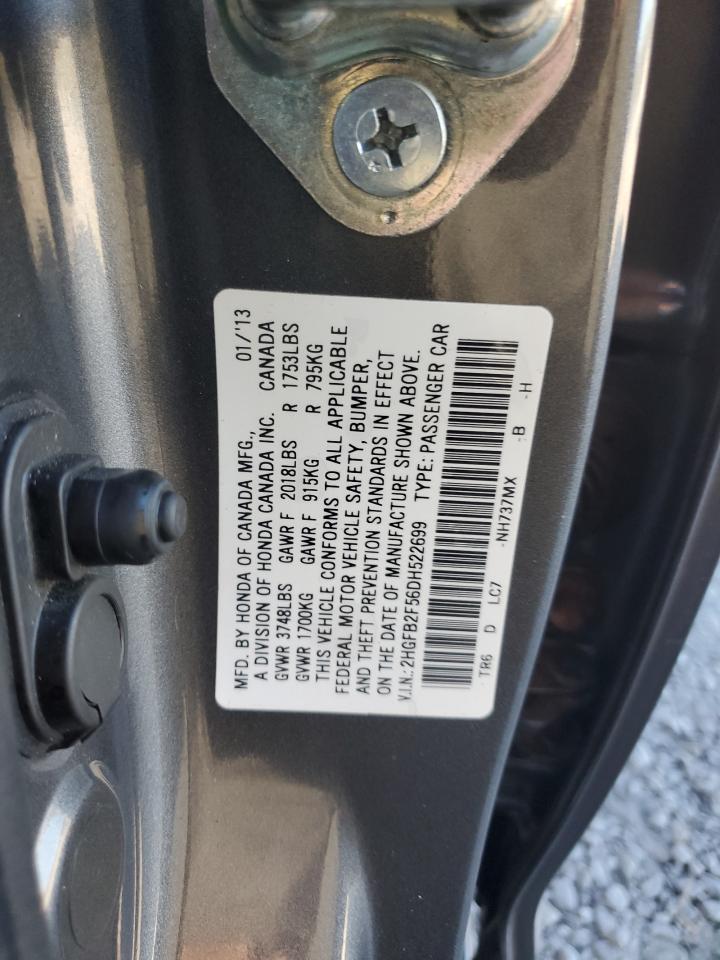 MFD. BY HONDA OF CANADA MFG., 01/'13
A DIVISION OF HONDA CANADA INC. CANADA
GVWR 3748LBS GAWR F 2018LBS R 1753LBS
GVWR 1700KG GAWR F 915KG R 795KG
THIS VEHICLE CONFORMS TO ALL APPLICABLE
FEDERAL MOTOR VEHICLE SAFETY, BUMPER,
AND THEFT PREVENTION STANDARDS IN EFFECT
ON THE DATE OF MANUFACTURE SHOWN ABOVE.
V.I.N.: 2HGFB2F56DH522699 TYPE: PASSENGER CAR
TR6 D LC7 -NH737MX -B -H